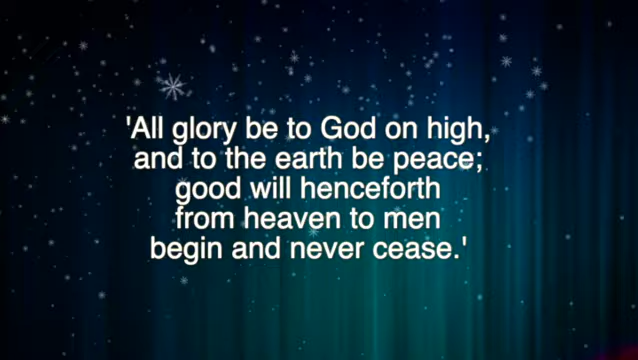 'All glory be to God on high,
and to the earth be peace;
good will henceforth
from heaven to men
begin and never cease.'